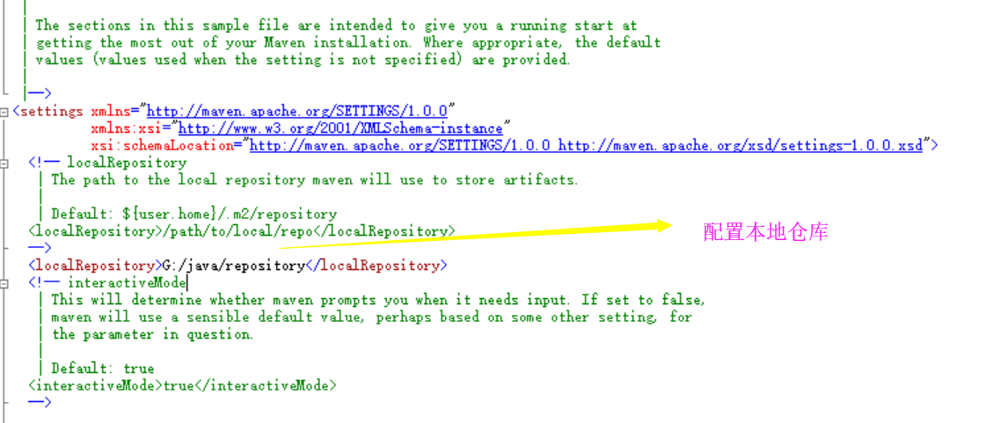 |
| The sections in this sample file are intended to give you a running start at
| getting the most out of your Maven installation. Where appropriate, the default
| values (values used when the setting is not specified) are provided.
|
|-->
<settings xmlns="http://maven.apache.org/SETTINGS/1.0.0"
xmlns:xsi="http://www.w3.org/2001/XMLSchema-instance"
xsi:schemaLocation="http://maven.apache.org/SETTINGS/1.0.0 http://maven.apache.org/xsd/settings-1.0.0.xsd">
<!-- localRepository
| The path to the local repository maven will use to store artifacts.
|
| Default: ${user.home}/.m2/repository
<localRepository>/path/to/local/repo</localRepository>
配置本地仓库
-->
<localRepository>G:/java/repository</localRepository>
<!-- interactiveMode
| This will determine whether maven prompts you when it needs input. If set to false,
| maven will use a sensible default value, perhaps based on some other setting, for
| the parameter in question.
|
| Default: true
<interactiveMode>true</interactiveMode>
-->